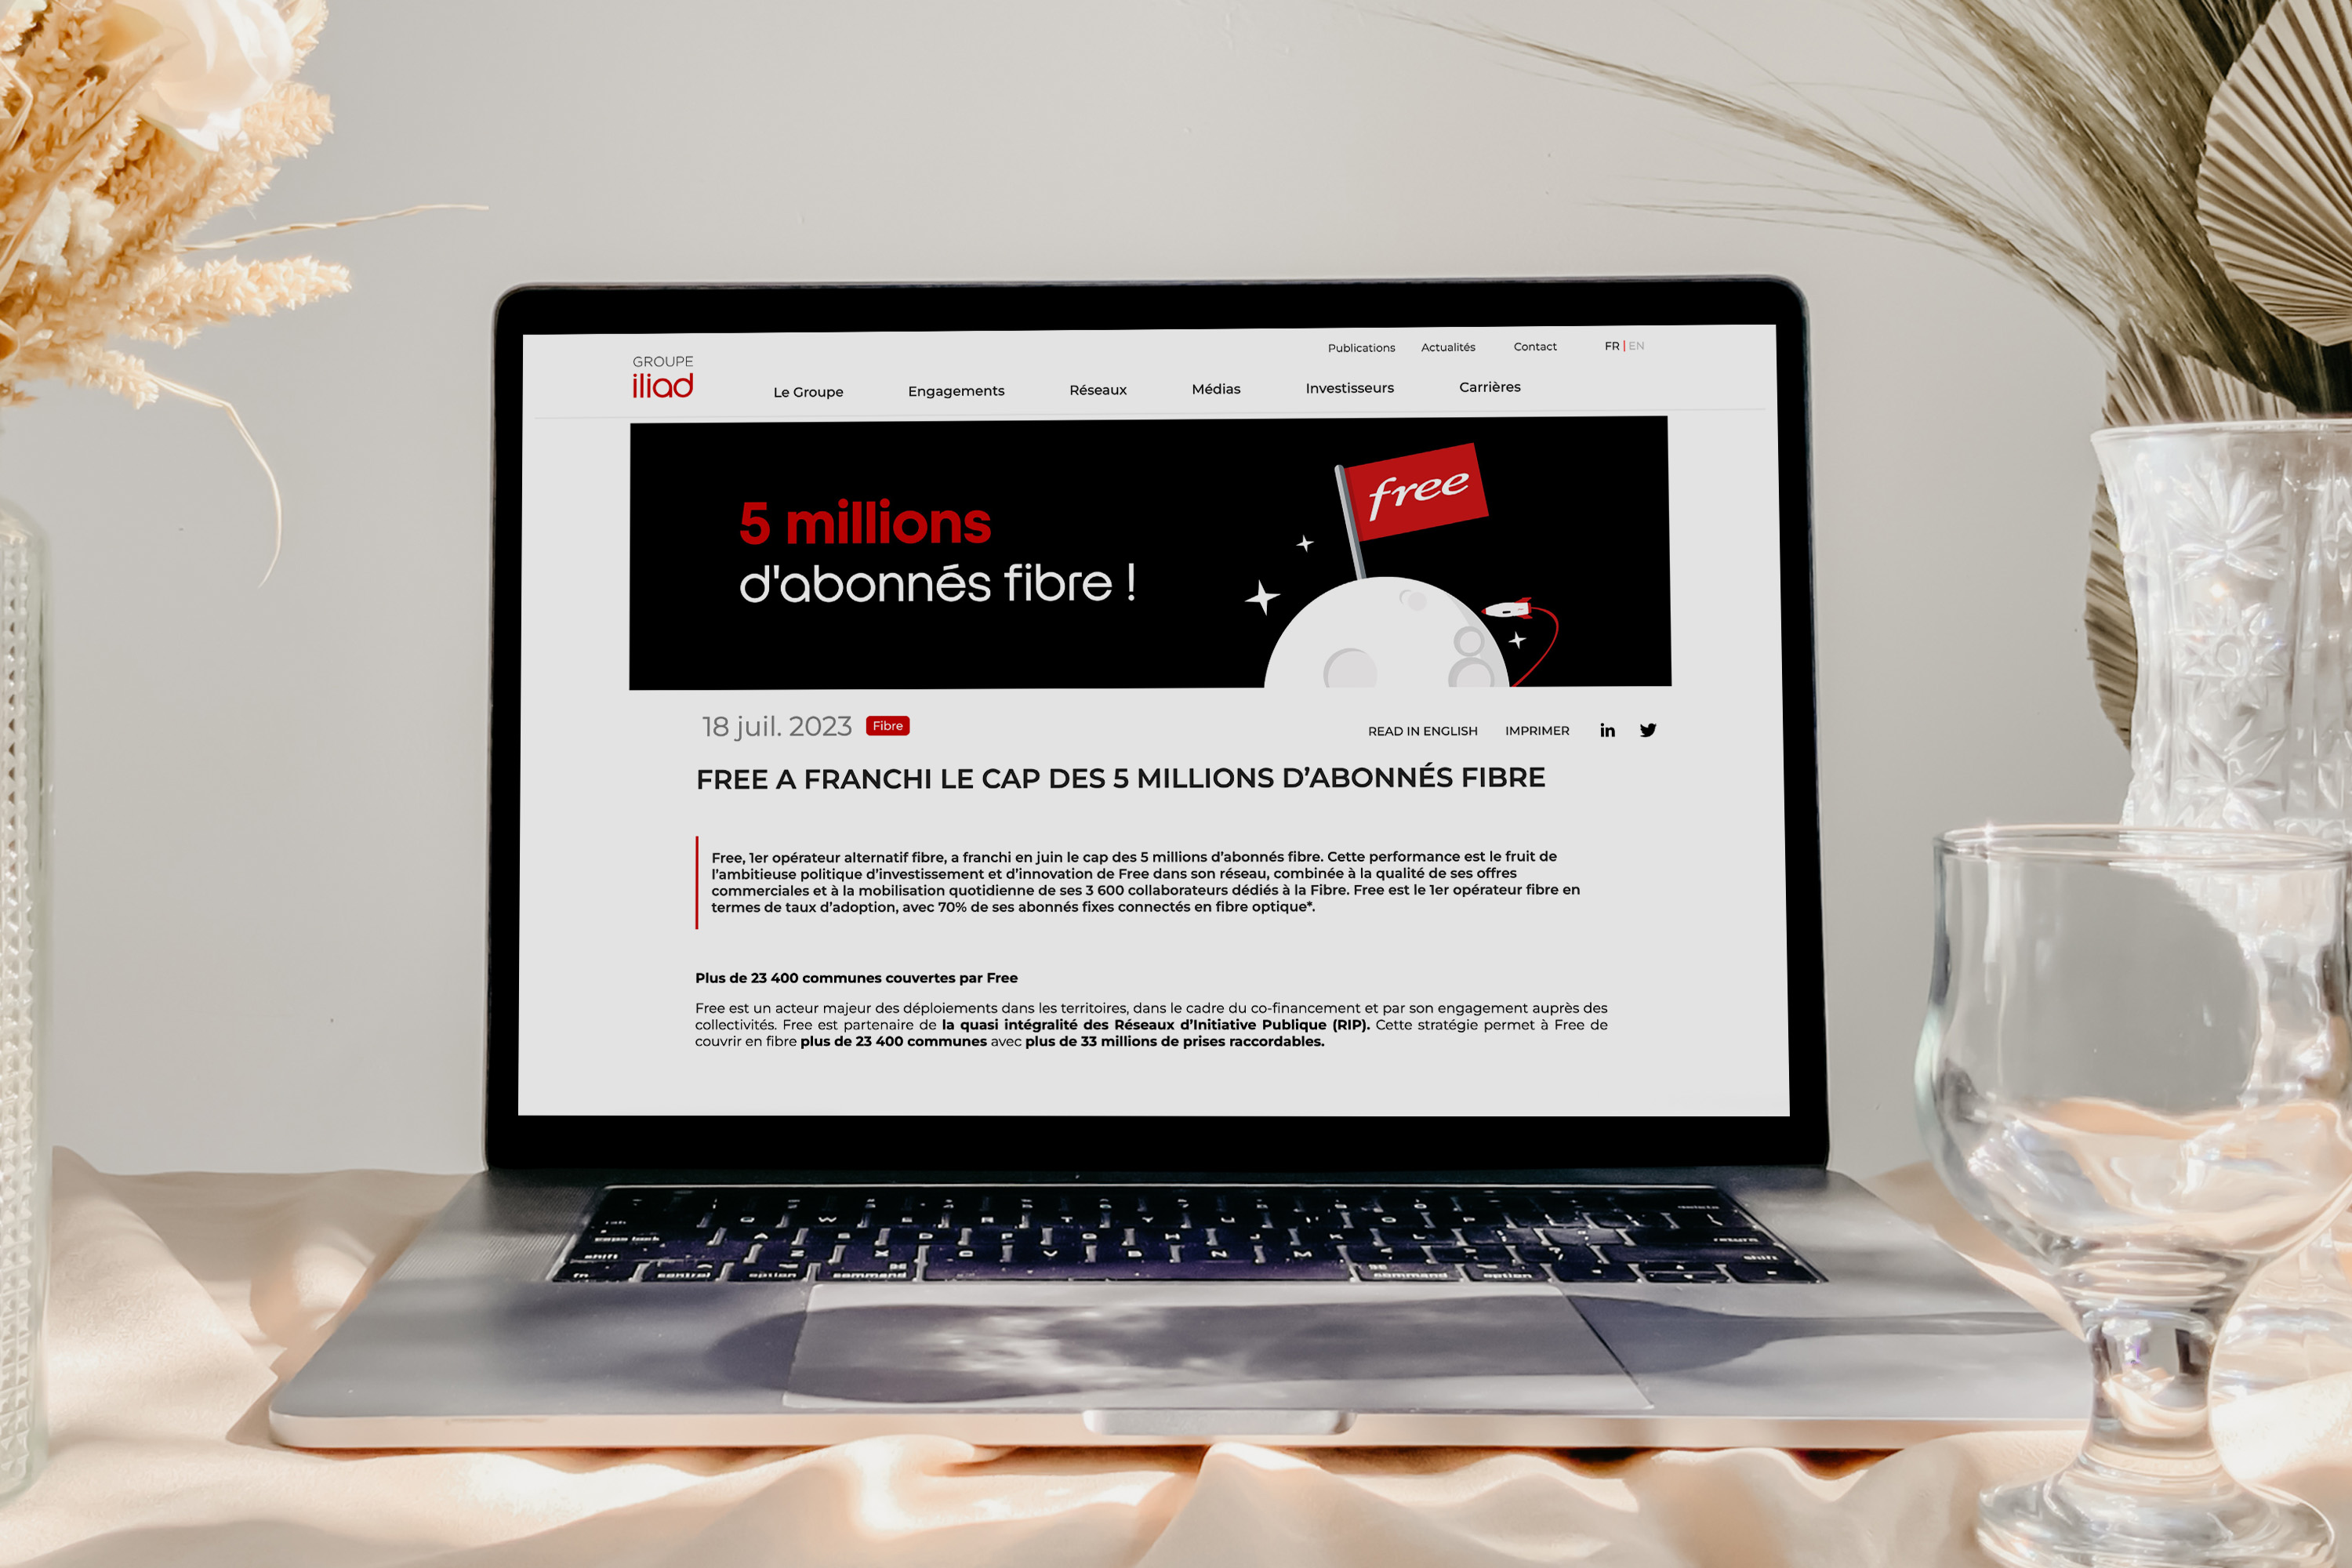 Publications Actualités Contact FR | EN
GROUPE
iliad
Le Groupe Engagements Réseaux Médias Investisseurs Carrières
5 millions
d'abonnés fibre !
free
18 juil. 2023 Fibre
READ IN ENGLISH IMPRIMER in
FREE A FRANCHI LE CAP DES 5 MILLIONS D’ABONNÉS FIBRE
Free, 1er opérateur alternatif fibre, a franchi en juin le cap des 5 millions d’abonnés fibre. Cette performance est le fruit de
l’ambitieuse politique d’investissement et d’innovation de Free dans son réseau, combinée à la qualité de ses offres
commerciales et à la mobilisation quotidienne de ses 3 600 collaborateurs dédiés à la Fibre. Free est le 1er opérateur fibre en
termes de taux d’adoption, avec 70% de ses abonnés fixes connectés en fibre optique*.
Plus de 23 400 communes couvertes par Free
Free est un acteur majeur des déploiements dans les territoires, dans le cadre du co-financement et par son engagement auprès des
collectivités. Free est partenaire de la quasi intégralité des Réseaux d’Initiative Publique (RIP). Cette stratégie permet à Free de
couvrir en fibre plus de 23 400 communes avec plus de 33 millions de prises raccordables.
Q W E R T Y U I O P
A S D F G H J K L return
shift Z X C V B N M shift
fn control option command command option